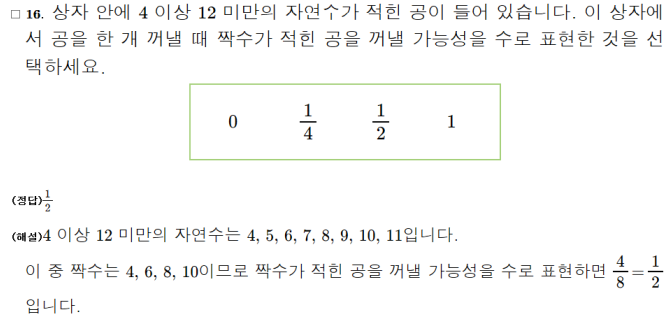 □ 16. 상자 안에 4 이상 12 미만의 자연수가 적힌 공이 들어 있습니다. 이 상자에
서 공을 한 개 꺼낼 때 짝수가 적힌 공을 꺼낼 가능성을 수로 표현한 것을 선
택하세요.
0 1/4 1/2 1
(정답) 1/2
(해설)4 이상 12 미만의 자연수는 4, 5, 6, 7, 8, 9, 10, 11입니다.
이 중 짝수는 4, 6, 8, 10이므로 짝수가 적힌 공을 꺼낼 가능성을 수로 표현하면 4/8 = 1/2
입니다.